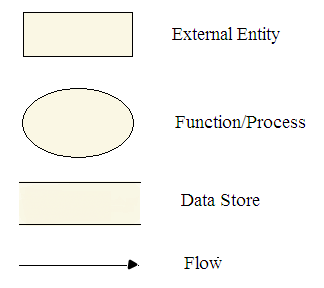 External Entity
Function/Process
Data Store
Flow